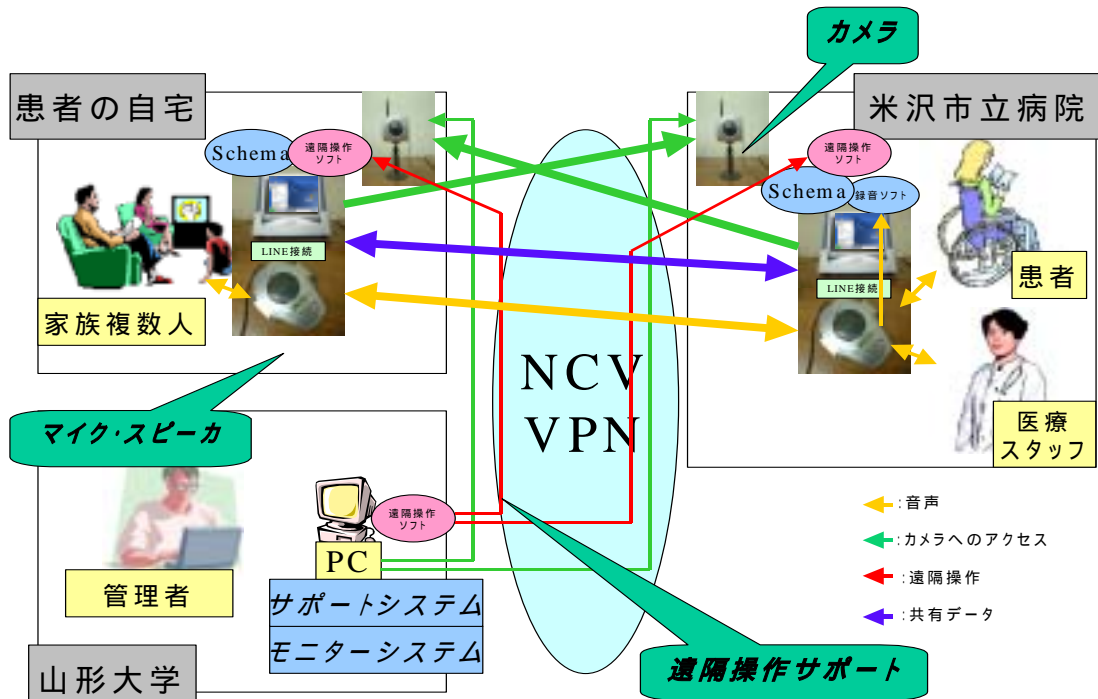 カメラ
患者の自宅
Schema
遠隔操作
ソフト
LINE接続
家族複数人
マイク・スピーカ
NCV
VPN
米沢市立病院
遠隔操作
ソフト
Schema
録音ソフト
LINE接続
患者
医療
スタッフ
管理者
遠隔操作
ソフト
PC
サポートシステム
モニターシステム
山形大学
遠隔操作サポート
:音声
:カメラへのアクセス
:遠隔操作
:共有データ